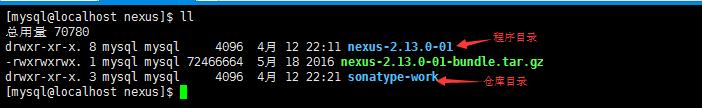 [mysql@localhost nexus]$ ll
总用量 70780
drwxr-xr-x. 8 mysql mysql 4096 4月 12 22:11 nexus-2.13.0-01 程序目录
-rwxrwxrwx. 1 mysql mysql 72466664 5月 18 2016 nexus-2.13.0-01-bundle.tar.gz
drwxr-xr-x. 3 mysql mysql 4096 4月 12 22:21 sonatype-work 仓库目录
[mysql@localhost nexus]$